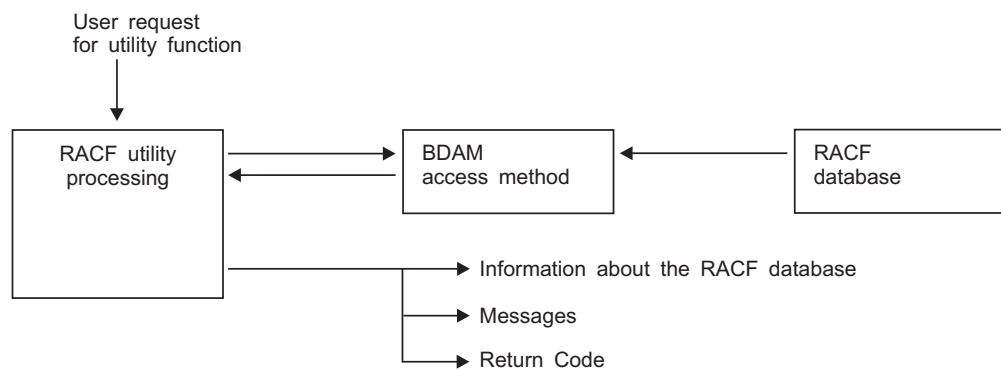 User request
for utility function
RACF utility
processing
BDAM
access method
RACF
database
Information about the RACF database
Messages
Return Code